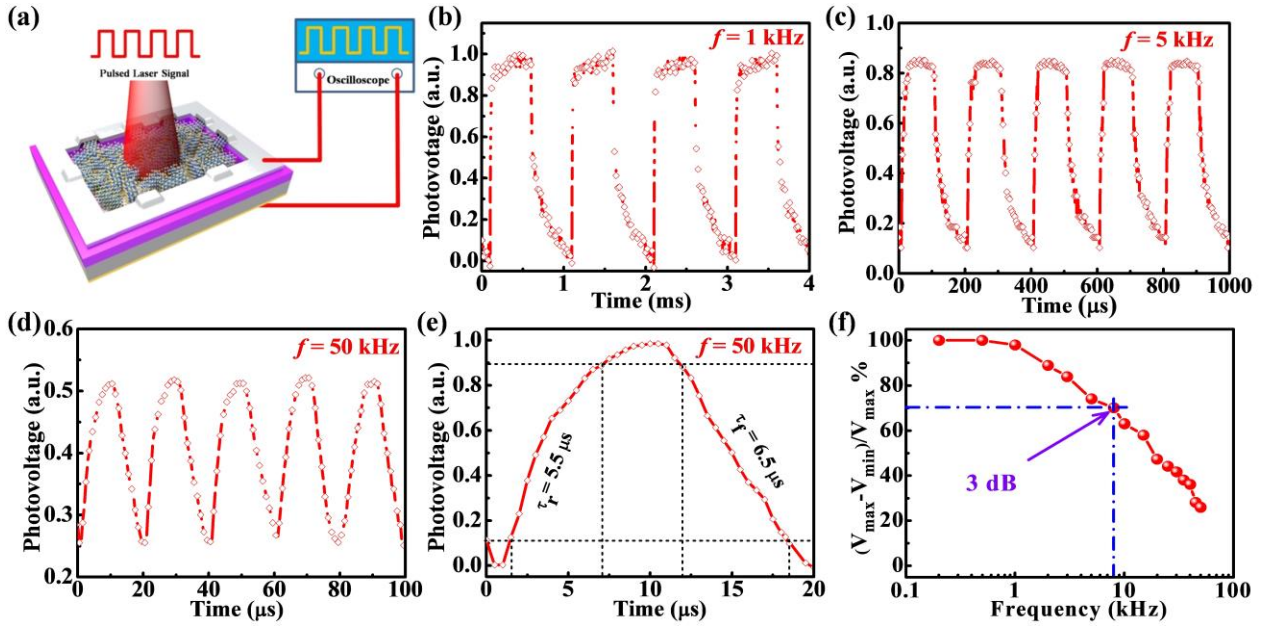 (a)
Pulsed Laser Signal
Oscilloscope
(b)
f = 1 kHz
Photovotage (a.u.)
1.0
0.8
0.6
0.4
0.2
0.0
0 1 2 3 4
Time (ms)
(c)
f = 5 kHz
Photovoltage (a.u.)
1.0
0.8
0.6
0.4
0.2
0.0
0 200 400 600 800 1000
Time (μs)
(d)
f = 50 kHz
Photovoltage (a.u.)
0.6
0.5
0.4
0.3
0.2
0 20 40 60 80 100
Time (μs)
(e)
f = 50 kHz
Photovoltage (a.u.)
1.0
0.8
0.6
0.4
0.2
0.0
τr = 5.5 μs
τf = 6.5 μs
0 5 10 15 20
Time (μs)
(f)
(Vmax-Vmin)/Vmax %
100
80
60
40
20
0
3 dB
0.1 1 10 100
Frequency (kHz)